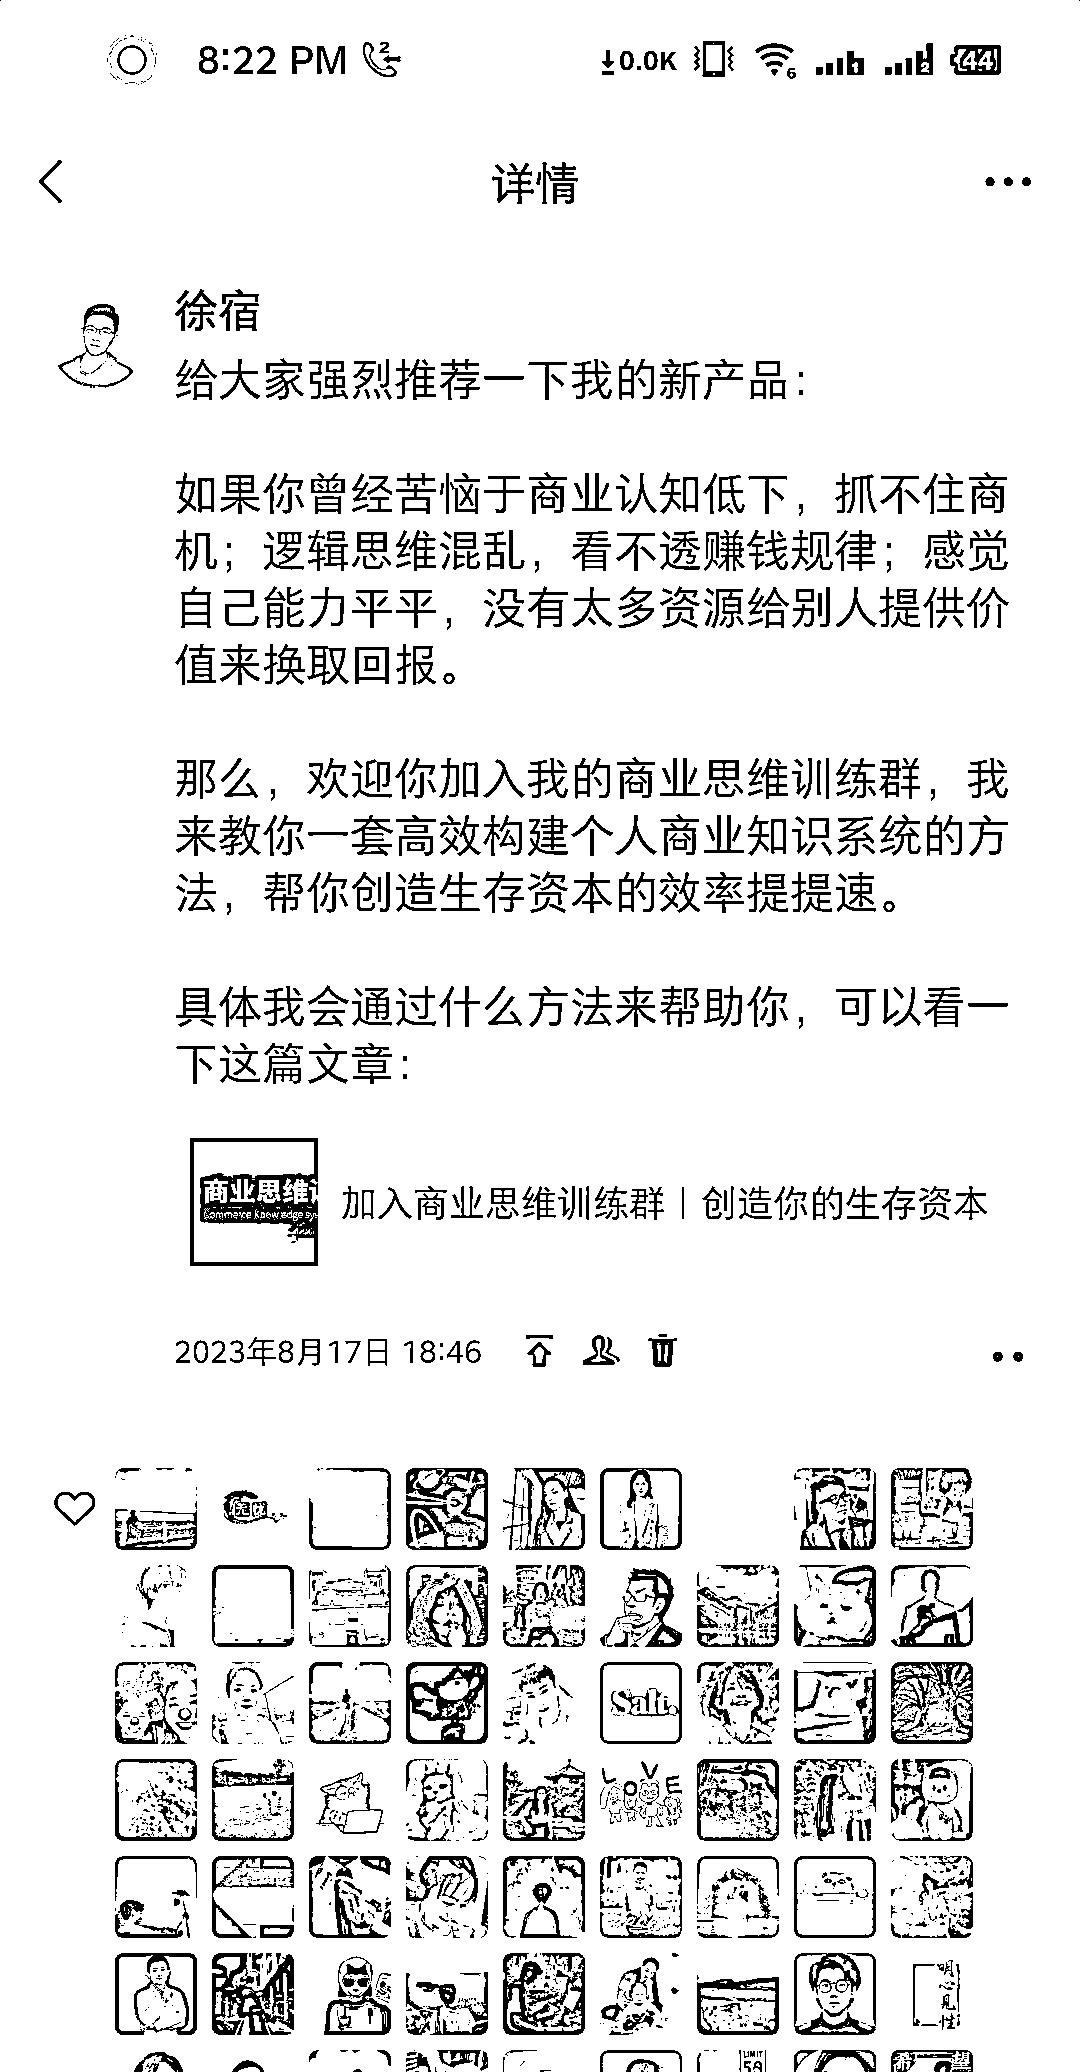 8:22 PM 2 0.0K 6 1 2 44
详情
徐宿
给大家强烈推荐一下我的新产品：
如果你曾经苦恼于商业认知低下，抓不住商
机；逻辑思维混乱，看不透赚钱规律；感觉
自己能力平平，没有太多资源给别人提供价
值来换取回报。
那么，欢迎你加入我的商业思维训练群，我
来教你一套高效构建个人商业知识系统的方
法，帮你创造生存资本的效率提提速。
具体我会通过什么方法来帮助你，可以看一
下这篇文章：
商业思维
加入商业思维训练群丨创造你的生存资本
2023年8月17日 18:46
Salt.
LOVE
明心见性
LIMIT